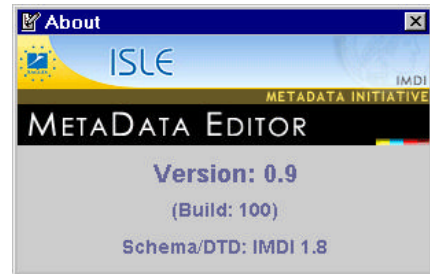 About
ISLE
IMDI
METADATA INITIATIVE
METADATA EDITOR
Version: 0.9
(Build: 100)
Schema/DTD: IMDI 1.8